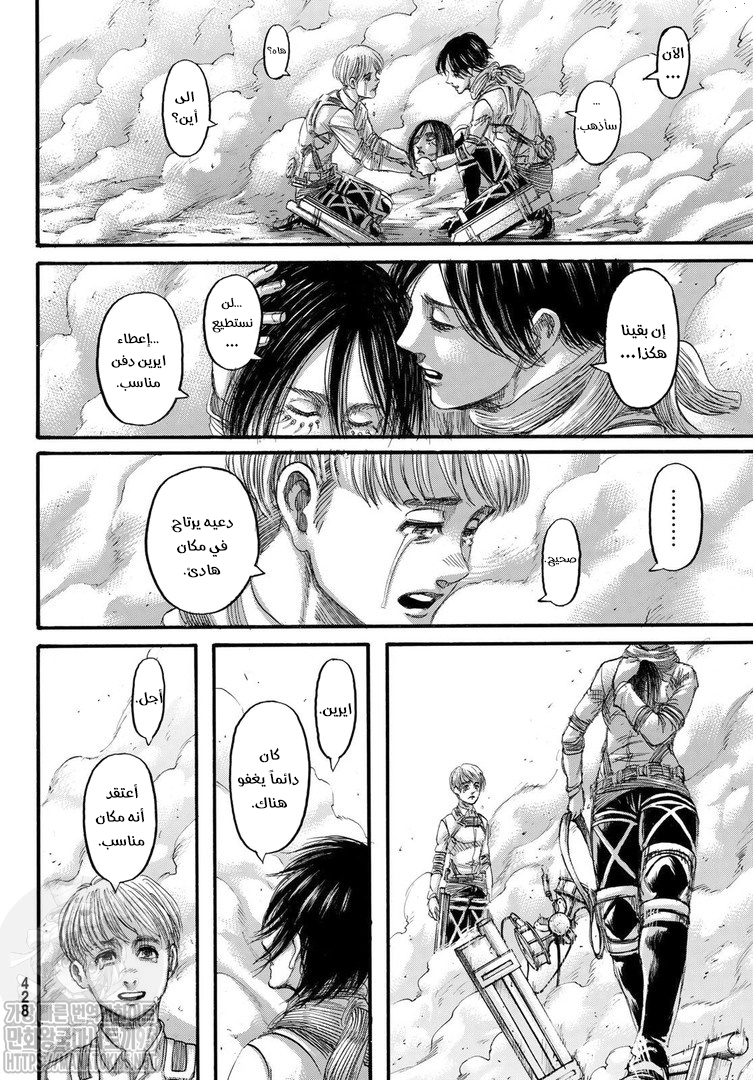 الآن
...
...
سأذهب.
هاه؟
الى
أين؟
إن بقينا
هكذا...
...لن
نستطيع
...
...إعطاء
ايرين دفن
مناسب.
......
صحيح.
دعيه يرتاح
في مكان
هادئ.
ايرين.
كان
دائماً يغفو
هناك.
أجل.
أعتقد
أنه مكان
مناسب.
428